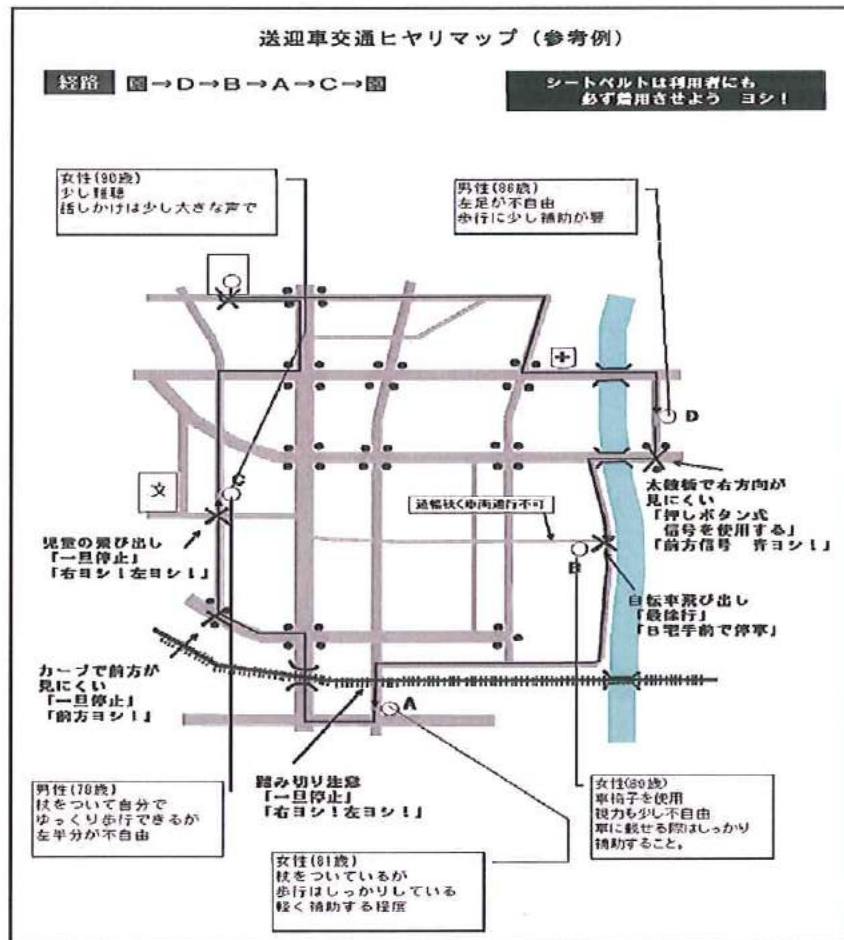 送迎車交通ヒヤリマップ（参考例）
経路 園→D→B→A→C→園
シートベルトは利用者にも
必ず着用させよう ヨシ！
女性(90歳)
少し難聴
話しかけは少し大きな声で
男性(86歳)
左足が不自由
歩行に少し補助が要
D
文
C
道幅狭く車両通行不可
太鼓橋で右方向が
見にくい
「押しボタン式
信号を使用する」
「前方信号 青ヨシ！」
児童の飛び出し
「一旦停止」
「右ヨシ！左ヨシ！」
B
自転車飛び出し
「最徐行」
「B宅手前で停車」
カーブで前方が
見にくい
「一旦停止」
「前方ヨシ！」
A
踏み切り注意
「一旦停止」
「右ヨシ！左ヨシ！」
男性(78歳)
杖をついて自分で
ゆっくり歩行できるが
左半分が不自由
女性(89歳)
車椅子を使用
視力も少し不自由
車に載せる際はしっかり
補助すること。
女性(81歳)
杖をついているが
歩行はしっかりしている
軽く補助する程度